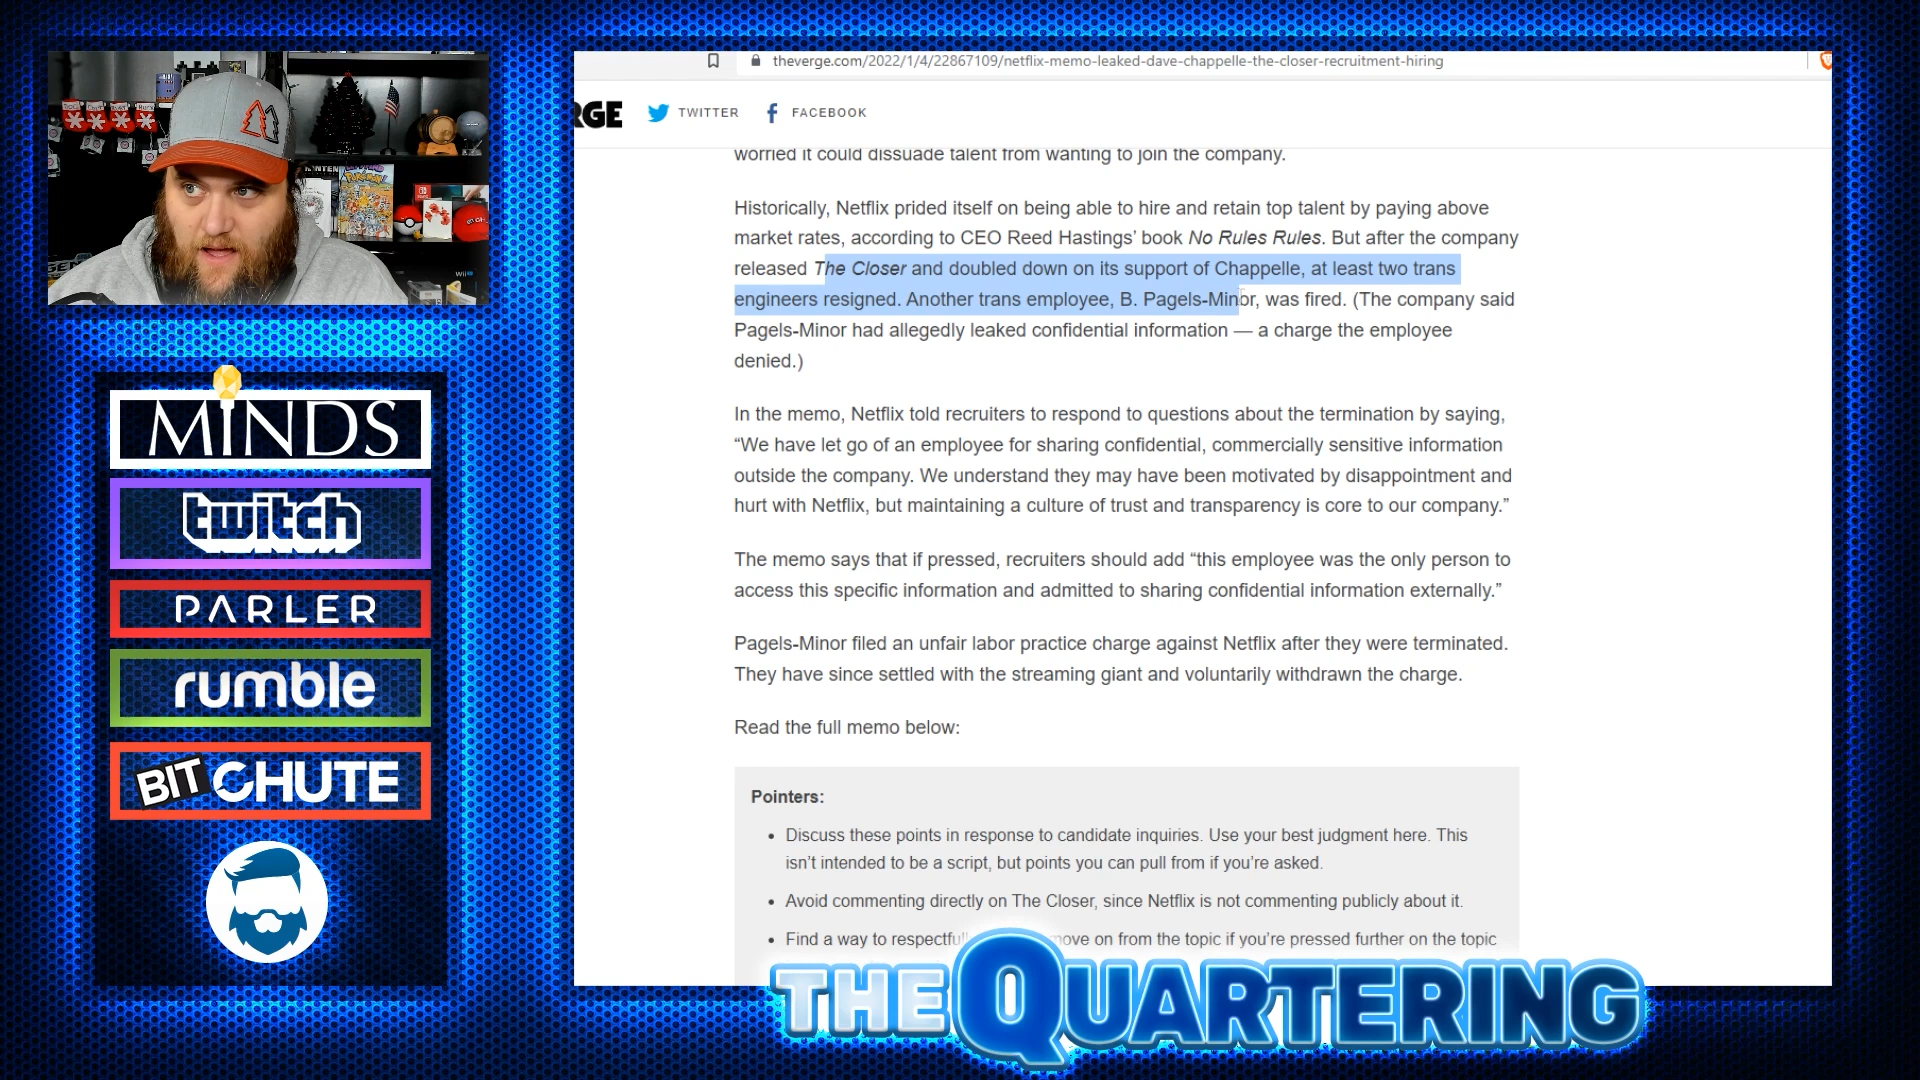 theverge.com/2022/1/4/22867109/netflix-memo-leaked-dave-chappelle-the-closer-recruitment-hiring
RGE
TWITTER
FACEBOOK
worried it could dissuade talent from wanting to join the company.
Historically, Netflix prided itself on being able to hire and retain top talent by paying above
market rates, according to CEO Reed Hastings’ book No Rules Rules. But after the company
released The Closer and doubled down on its support of Chappelle, at least two trans
engineers resigned. Another trans employee, B. Pagels-Minor, was fired. (The company said
Pagels-Minor had allegedly leaked confidential information — a charge the employee
denied.)
In the memo, Netflix told recruiters to respond to questions about the termination by saying,
“We have let go of an employee for sharing confidential, commercially sensitive information
outside the company. We understand they may have been motivated by disappointment and
hurt with Netflix, but maintaining a culture of trust and transparency is core to our company.”
The memo says that if pressed, recruiters should add “this employee was the only person to
access this specific information and admitted to sharing confidential information externally.”
Pagels-Minor filed an unfair labor practice charge against Netflix after they were terminated.
They have since settled with the streaming giant and voluntarily withdrawn the charge.
Read the full memo below:
Pointers:
• Discuss these points in response to candidate inquiries. Use your best judgment here. This
isn’t intended to be a script, but points you can pull from if you’re asked.
• Avoid commenting directly on The Closer, since Netflix is not commenting publicly about it.
• Find a way to respectfu move on from the topic if you’re pressed further on the topic
MINDS
twitch
PARLER
rumble
BITCHUTE
THE QUARTERING